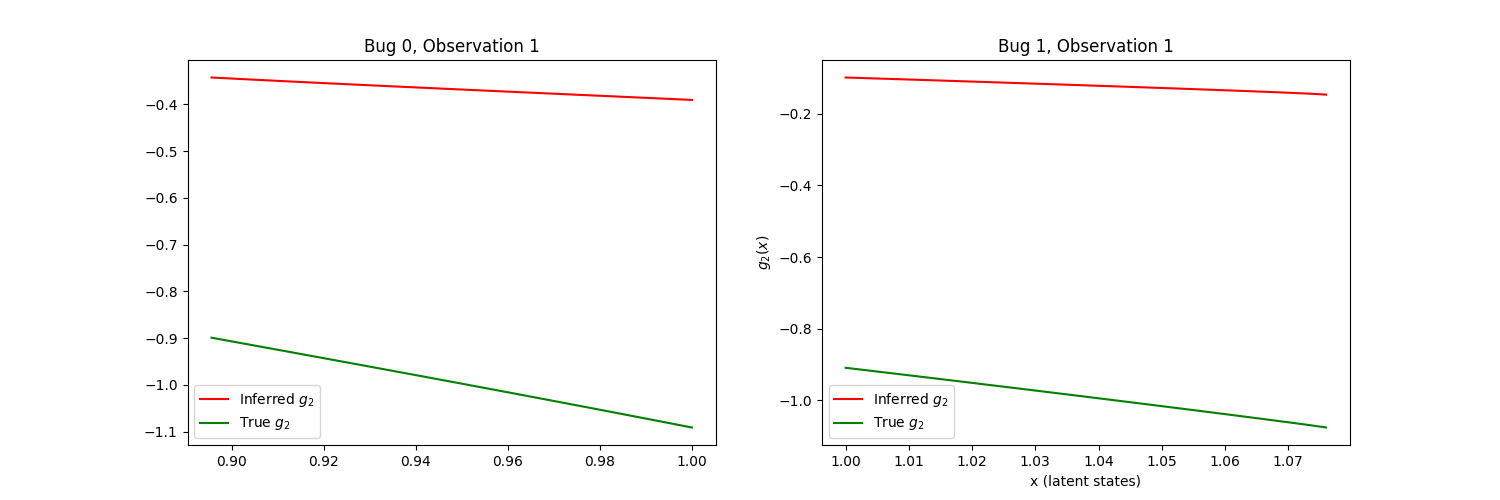 Bug 0, Observation 1
−0.4
−0.5
−0.6
−0.7
−0.8
−0.9
−1.0
−1.1
Inferred g₂
True g₂
0.90 0.92 0.94 0.96 0.98 1.00
Bug 1, Observation 1
g₂(x)
−0.2
−0.4
−0.6
−0.8
−1.0
Inferred g₂
True g₂
1.00 1.01 1.02 1.03 1.04 1.05 1.06 1.07
x (latent states)